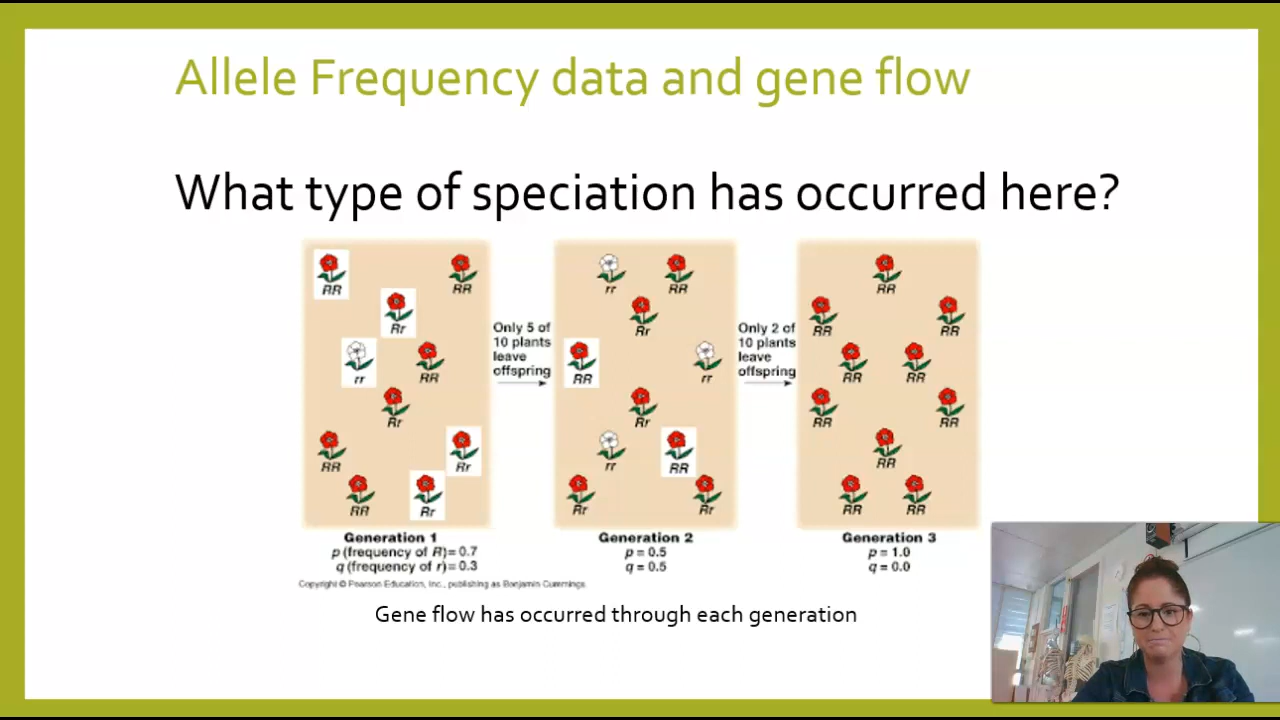 Allele Frequency data and gene flow
What type of speciation has occurred here?
RR
RR
Rr
rr
RR
Rr
RR
Rr
RR
Rr
Only 5 of
10 plants
leave
offspring
rr
RR
Rr
RR
rr
Rr
rr
RR
Rr
Rr
Only 2 of
10 plants
leave
offspring
RR
RR
RR
RR
RR
RR
RR
RR
RR
RR
Generation 1
p (frequency of R)= 0.7
q (frequency of r)= 0.3
Generation 2
p = 0.5
q = 0.5
Generation 3
p = 1.0
q = 0.0
Copyright © Pearson Education, Inc., publishing as Benjamin Cummings.
Gene flow has occurred through each generation